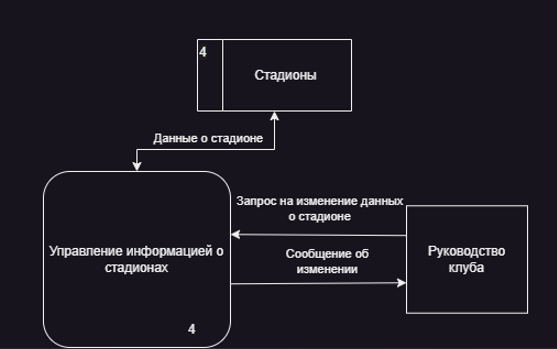 4
Стадионы
Данные о стадионе
Запрос на изменение данных
о стадионе
Управление информацией о
стадионах
Сообщение об
изменении
Руководство
клуба
4